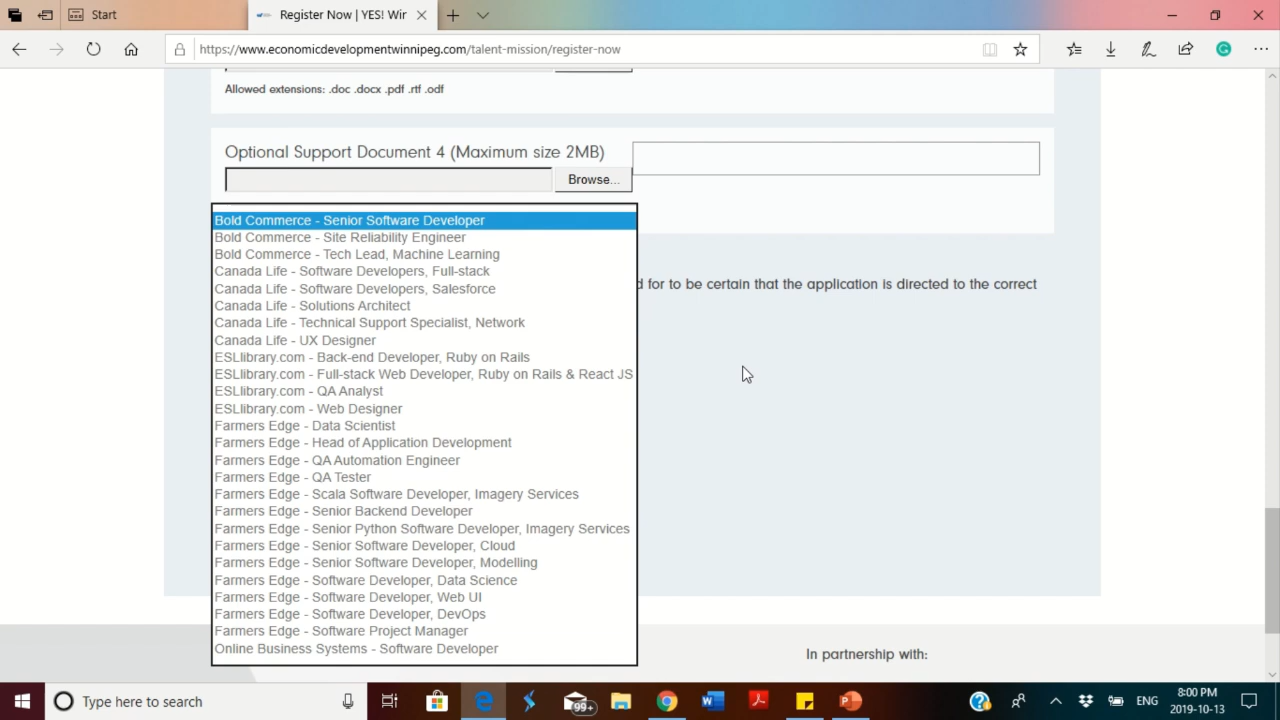 Start
Register Now | YES! Wir
https://www.economicdevelopmentwinnipeg.com/talent-mission/register-now
Allowed extensions: .doc .docx .pdf .rtf .odf
Optional Support Document 4 (Maximum size 2MB)
Browse...
Bold Commerce - Senior Software Developer
Bold Commerce - Site Reliability Engineer
Bold Commerce - Tech Lead, Machine Learning
Canada Life - Software Developers, Full-stack
d for to be certain that the application is directed to the correct
Canada Life - Software Developers, Salesforce
Canada Life - Solutions Architect
Canada Life - Technical Support Specialist, Network
Canada Life - UX Designer
ESLlibrary.com - Back-end Developer, Ruby on Rails
ESLlibrary.com - Full-stack Web Developer, Ruby on Rails & React JS
ESLlibrary.com - QA Analyst
ESLlibrary.com - Web Designer
Farmers Edge - Data Scientist
Farmers Edge - Head of Application Development
Farmers Edge - QA Automation Engineer
Farmers Edge - QA Tester
Farmers Edge - Scala Software Developer, Imagery Services
Farmers Edge - Senior Backend Developer
Farmers Edge - Senior Python Software Developer, Imagery Services
Farmers Edge - Senior Software Developer, Cloud
Farmers Edge - Senior Software Developer, Modelling
Farmers Edge - Software Developer, Data Science
Farmers Edge - Software Developer, Web UI
Farmers Edge - Software Developer, DevOps
Farmers Edge - Software Project Manager
Online Business Systems - Software Developer
In partnership with:
Type here to search
99+
ENG
8:00 PM
2019-10-13